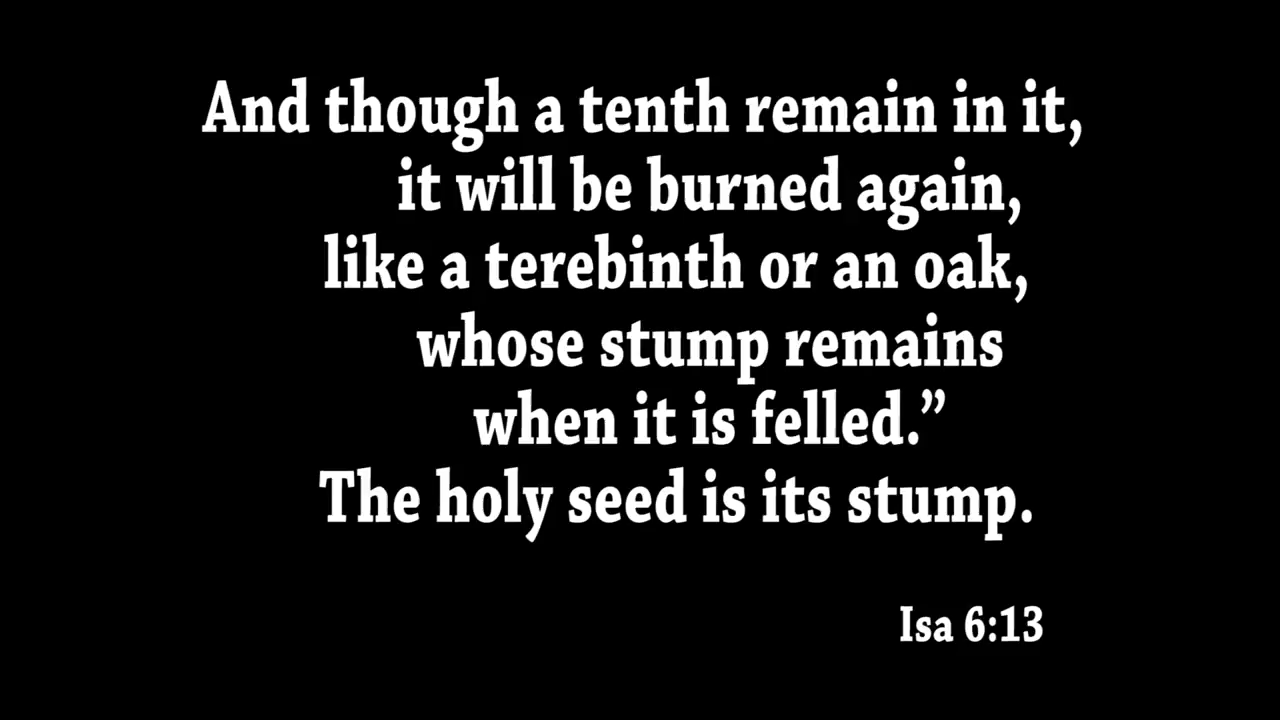 And though a tenth remain in it,
it will be burned again,
like a terebinth or an oak,
whose stump remains
when it is felled.”
The holy seed is its stump.
Isa 6:13